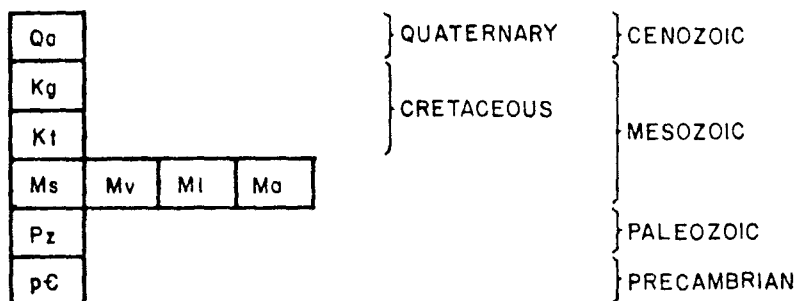 Qa QUATERNARY CENOZOIC
Kg
CRETACEOUS
Kt MESOZOIC
Ms Mv Ml Ma
Pz PALEOZOIC
p€ PRECAMBRIAN